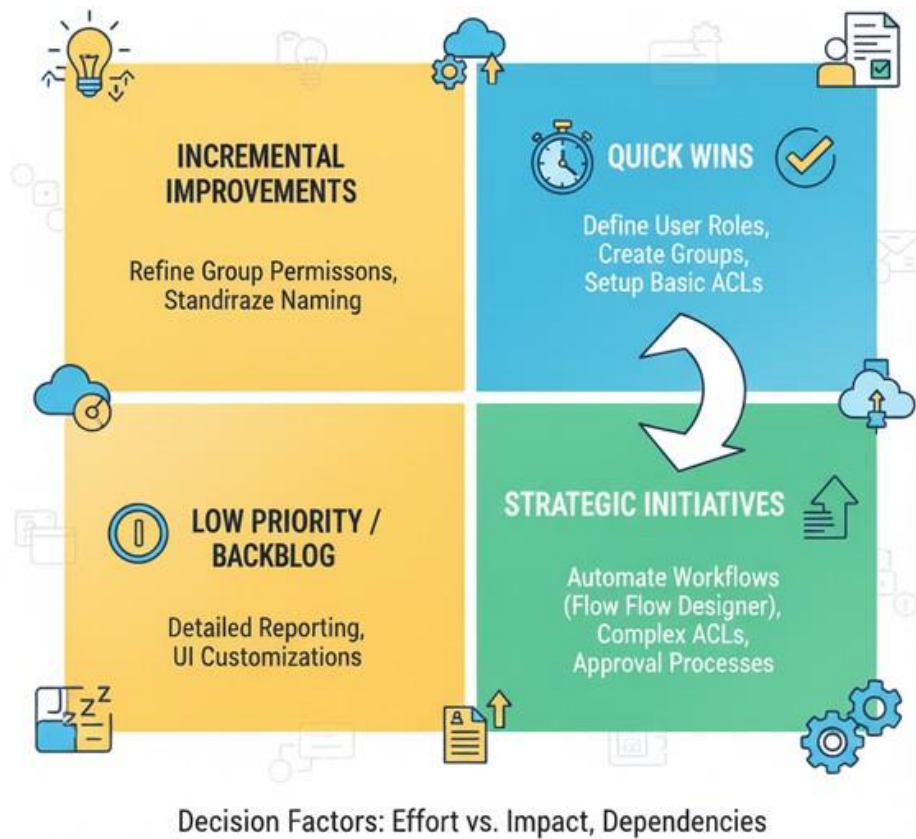 INCREMENTAL
IMPROVEMENTS
Refine Group Permissons,
Standiraze Naming
QUICK WINS
Define User Roles,
Create Groups,
Setup Basic ACLs
LOW PRIORITY /
BACKBLOG
Detailed Reporting,
UI Customizations
STRATEGIC INITIATIVES
Automate Workflows
(Flow Flow Designer),
Complex ACLs,
Approval Processes
Decision Factors: Effort vs. Impact, Dependencies